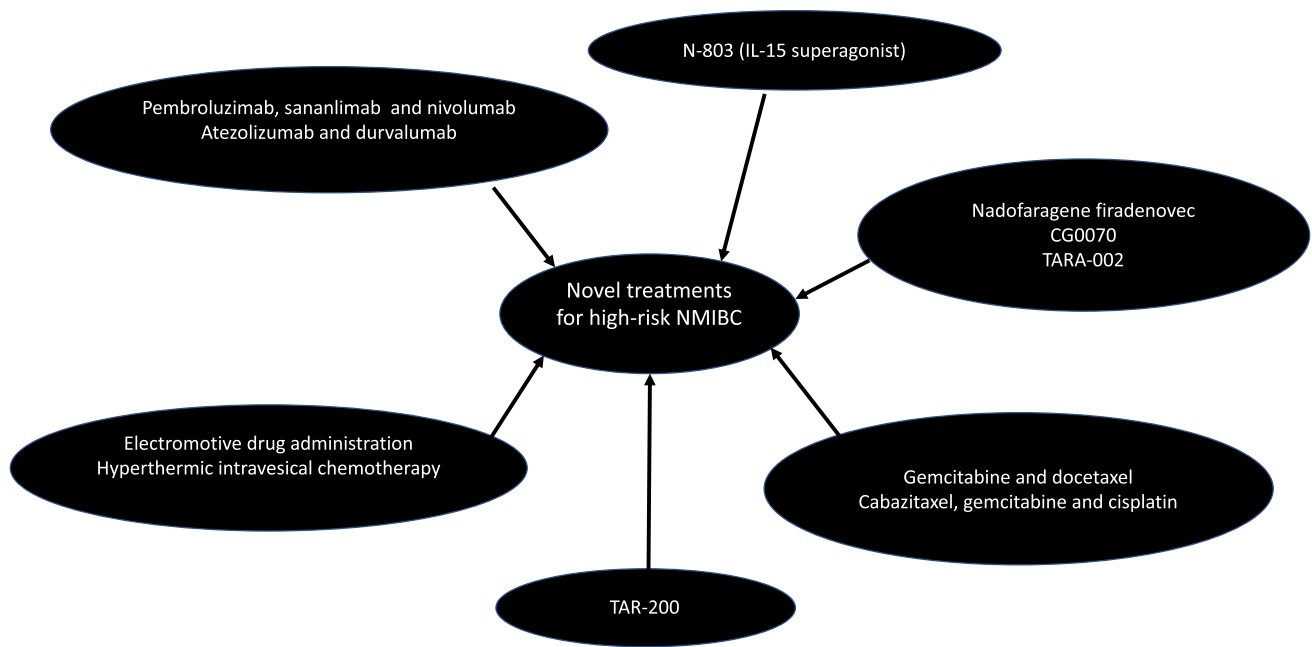 N-803 (IL-15 superagonist)
Pembroluzimab, sananlimab and nivolumab
Atezolizumab and durvalumab
Nadofaragene firadenovec
CG0070
TARA-002
Novel treatments
for high-risk NMIBC
Electromotive drug administration
Hyperthermic intravesical chemotherapy
Gemcitabine and docetaxel
Cabazitaxel, gemcitabine and cisplatin
TAR-200